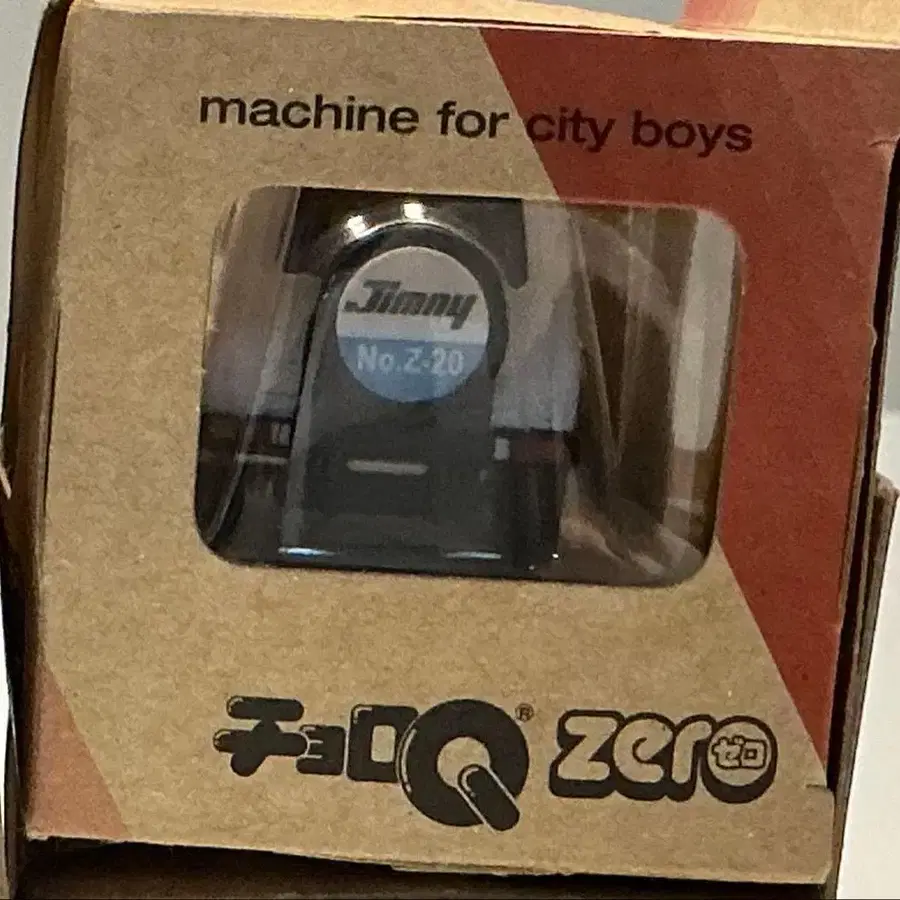 machine for city boys
Jimny
No.Z-20
チョロQ® zero ゼロ